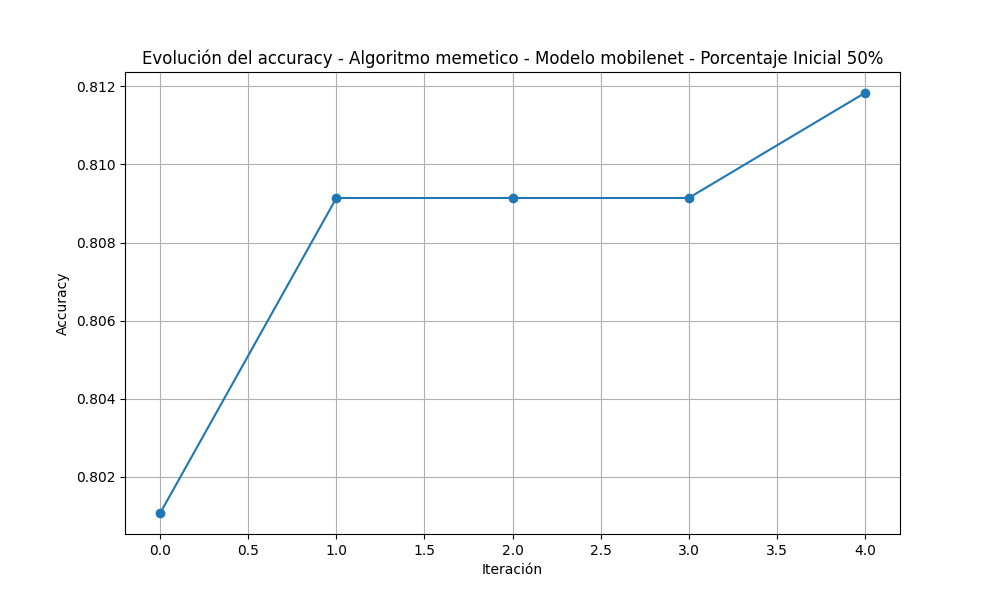 Evolución del accuracy - Algoritmo memetico - Modelo mobilenet - Porcentaje Inicial 50%
0.812
0.810
0.808
0.806
0.804
0.802
Accuracy
0.0 0.5 1.0 1.5 2.0 2.5 3.0 3.5 4.0
Iteración